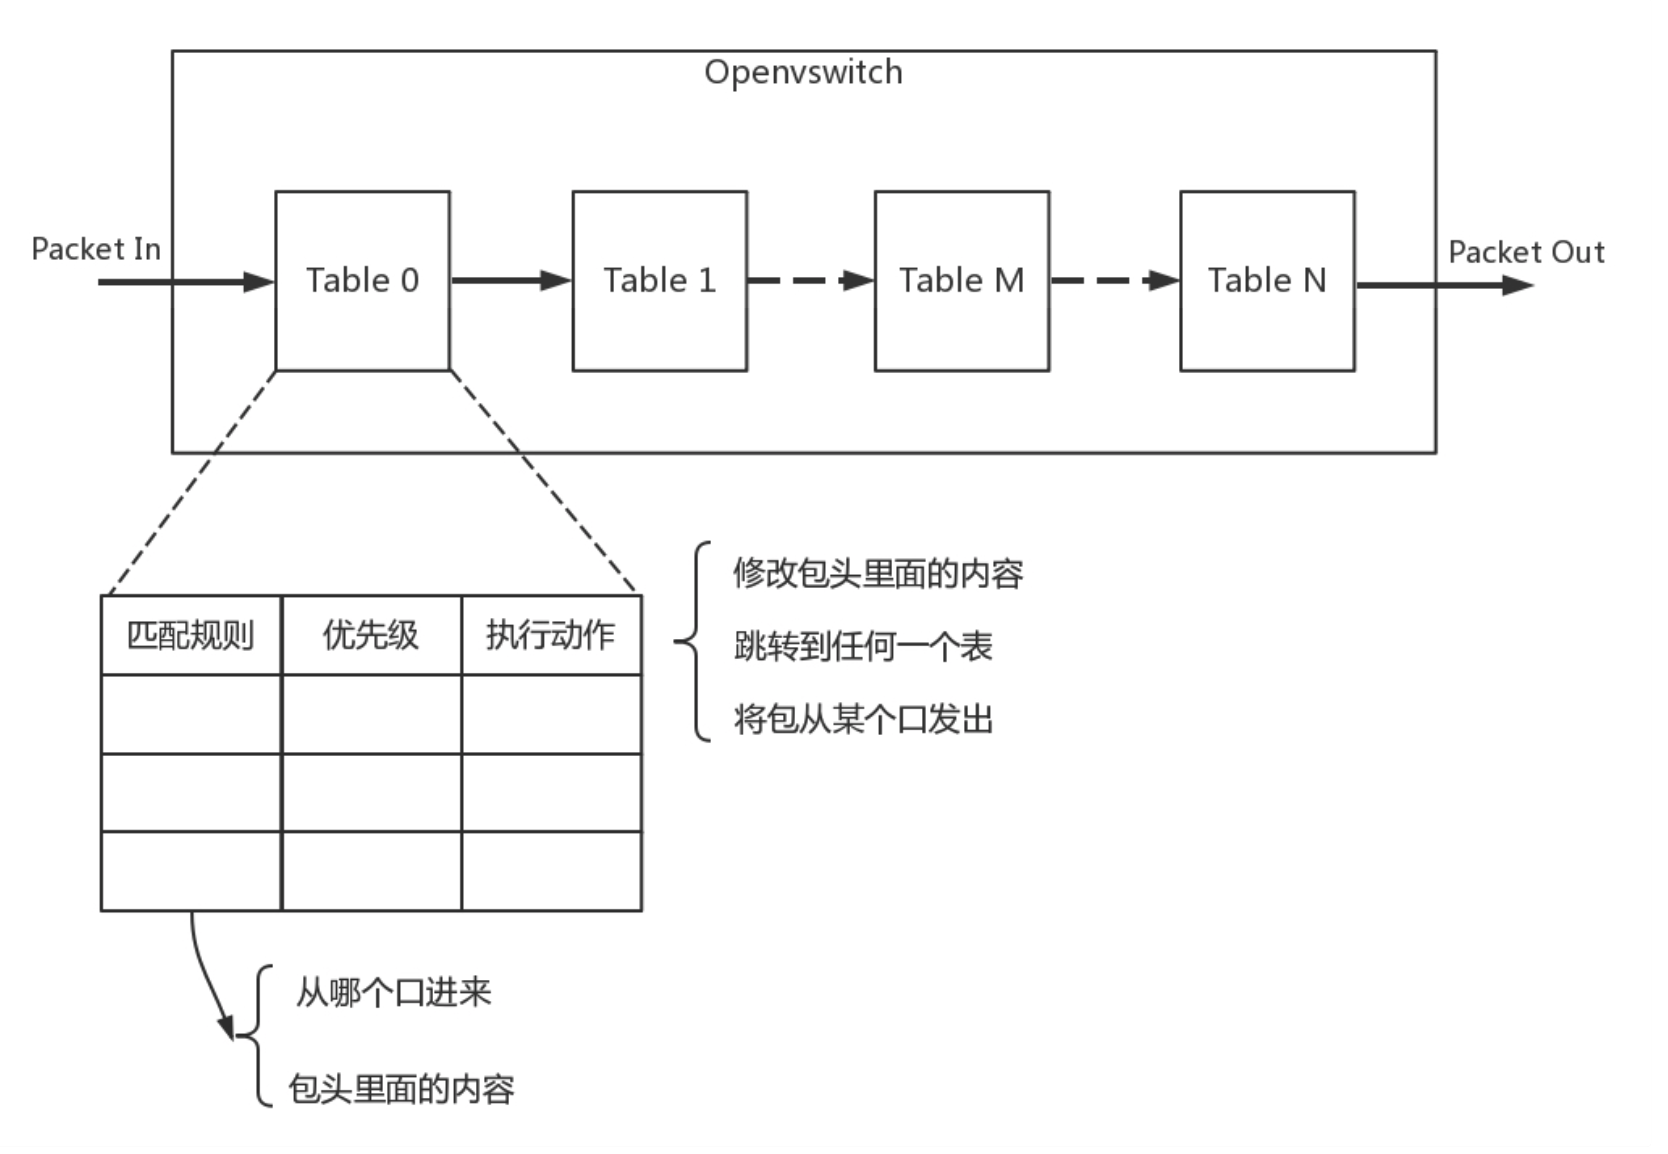 Openvswitch
Packet In
Table 0
Table 1
Table M
Table N
Packet Out
匹配规则
优先级
执行动作
修改包头里面的内容
跳转到任何一个表
将包从某个口发出
从哪个口进来
包头里面的内容